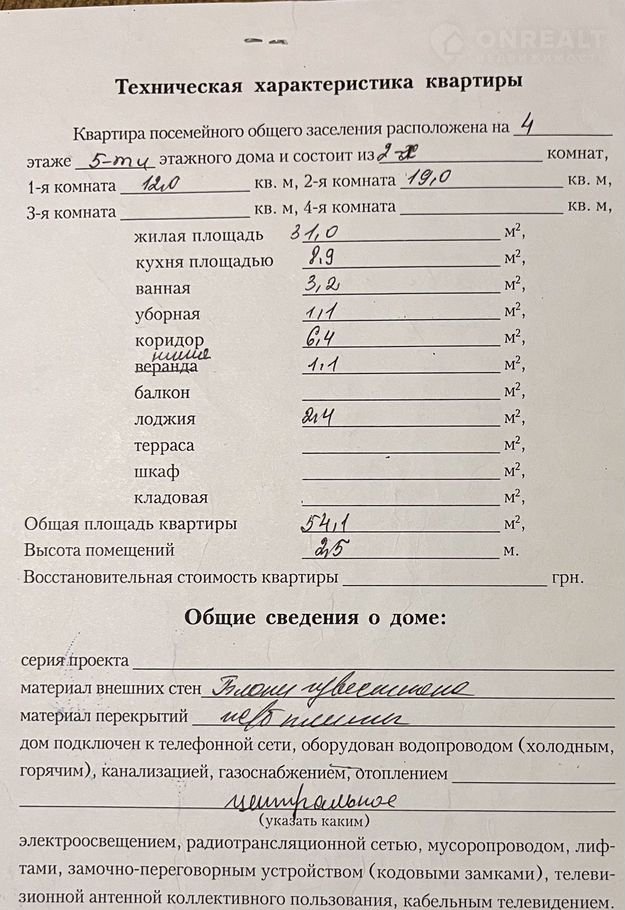 ONREALT
НЕДВИЖИМОСТЬ
Техническая характеристика квартиры
Квартира посемейного общего заселения расположена на 4
этаже 5-ти этажного дома и состоит из 2-х комнат,
1-я комната 12,0 кв. м, 2-я комната 19,0 кв. м,
3-я комната кв. м, 4-я комната кв. м,
жилая площадь 31,0 м²,
кухня площадью 8,9 м²,
ванная 3,2 м²,
уборная 1,1 м²,
коридор 6,4 м²,
ниша
веранда 1,1 м²,
балкон м²,
лоджия 2,4 м²,
терраса м²,
шкаф м²,
кладовая м²,
Общая площадь квартиры 54,1 м²,
Высота помещений 2,5 м.
Восстановительная стоимость квартиры грн.
Общие сведения о доме:
серия проекта
материал внешних стен Блоки известняка
материал перекрытий ж/б плиты
дом подключен к телефонной сети, оборудован водопроводом (холодным,
горячим), канализацией, газоснабжением, отоплением
центральное
(указать каким)
электроосвещением, радиотрансляционной сетью, мусоропроводом, лиф-
тами, замочно-переговорным устройством (кодовыми замками), телеви-
зионной антенной коллективного пользования, кабельным телевидением.